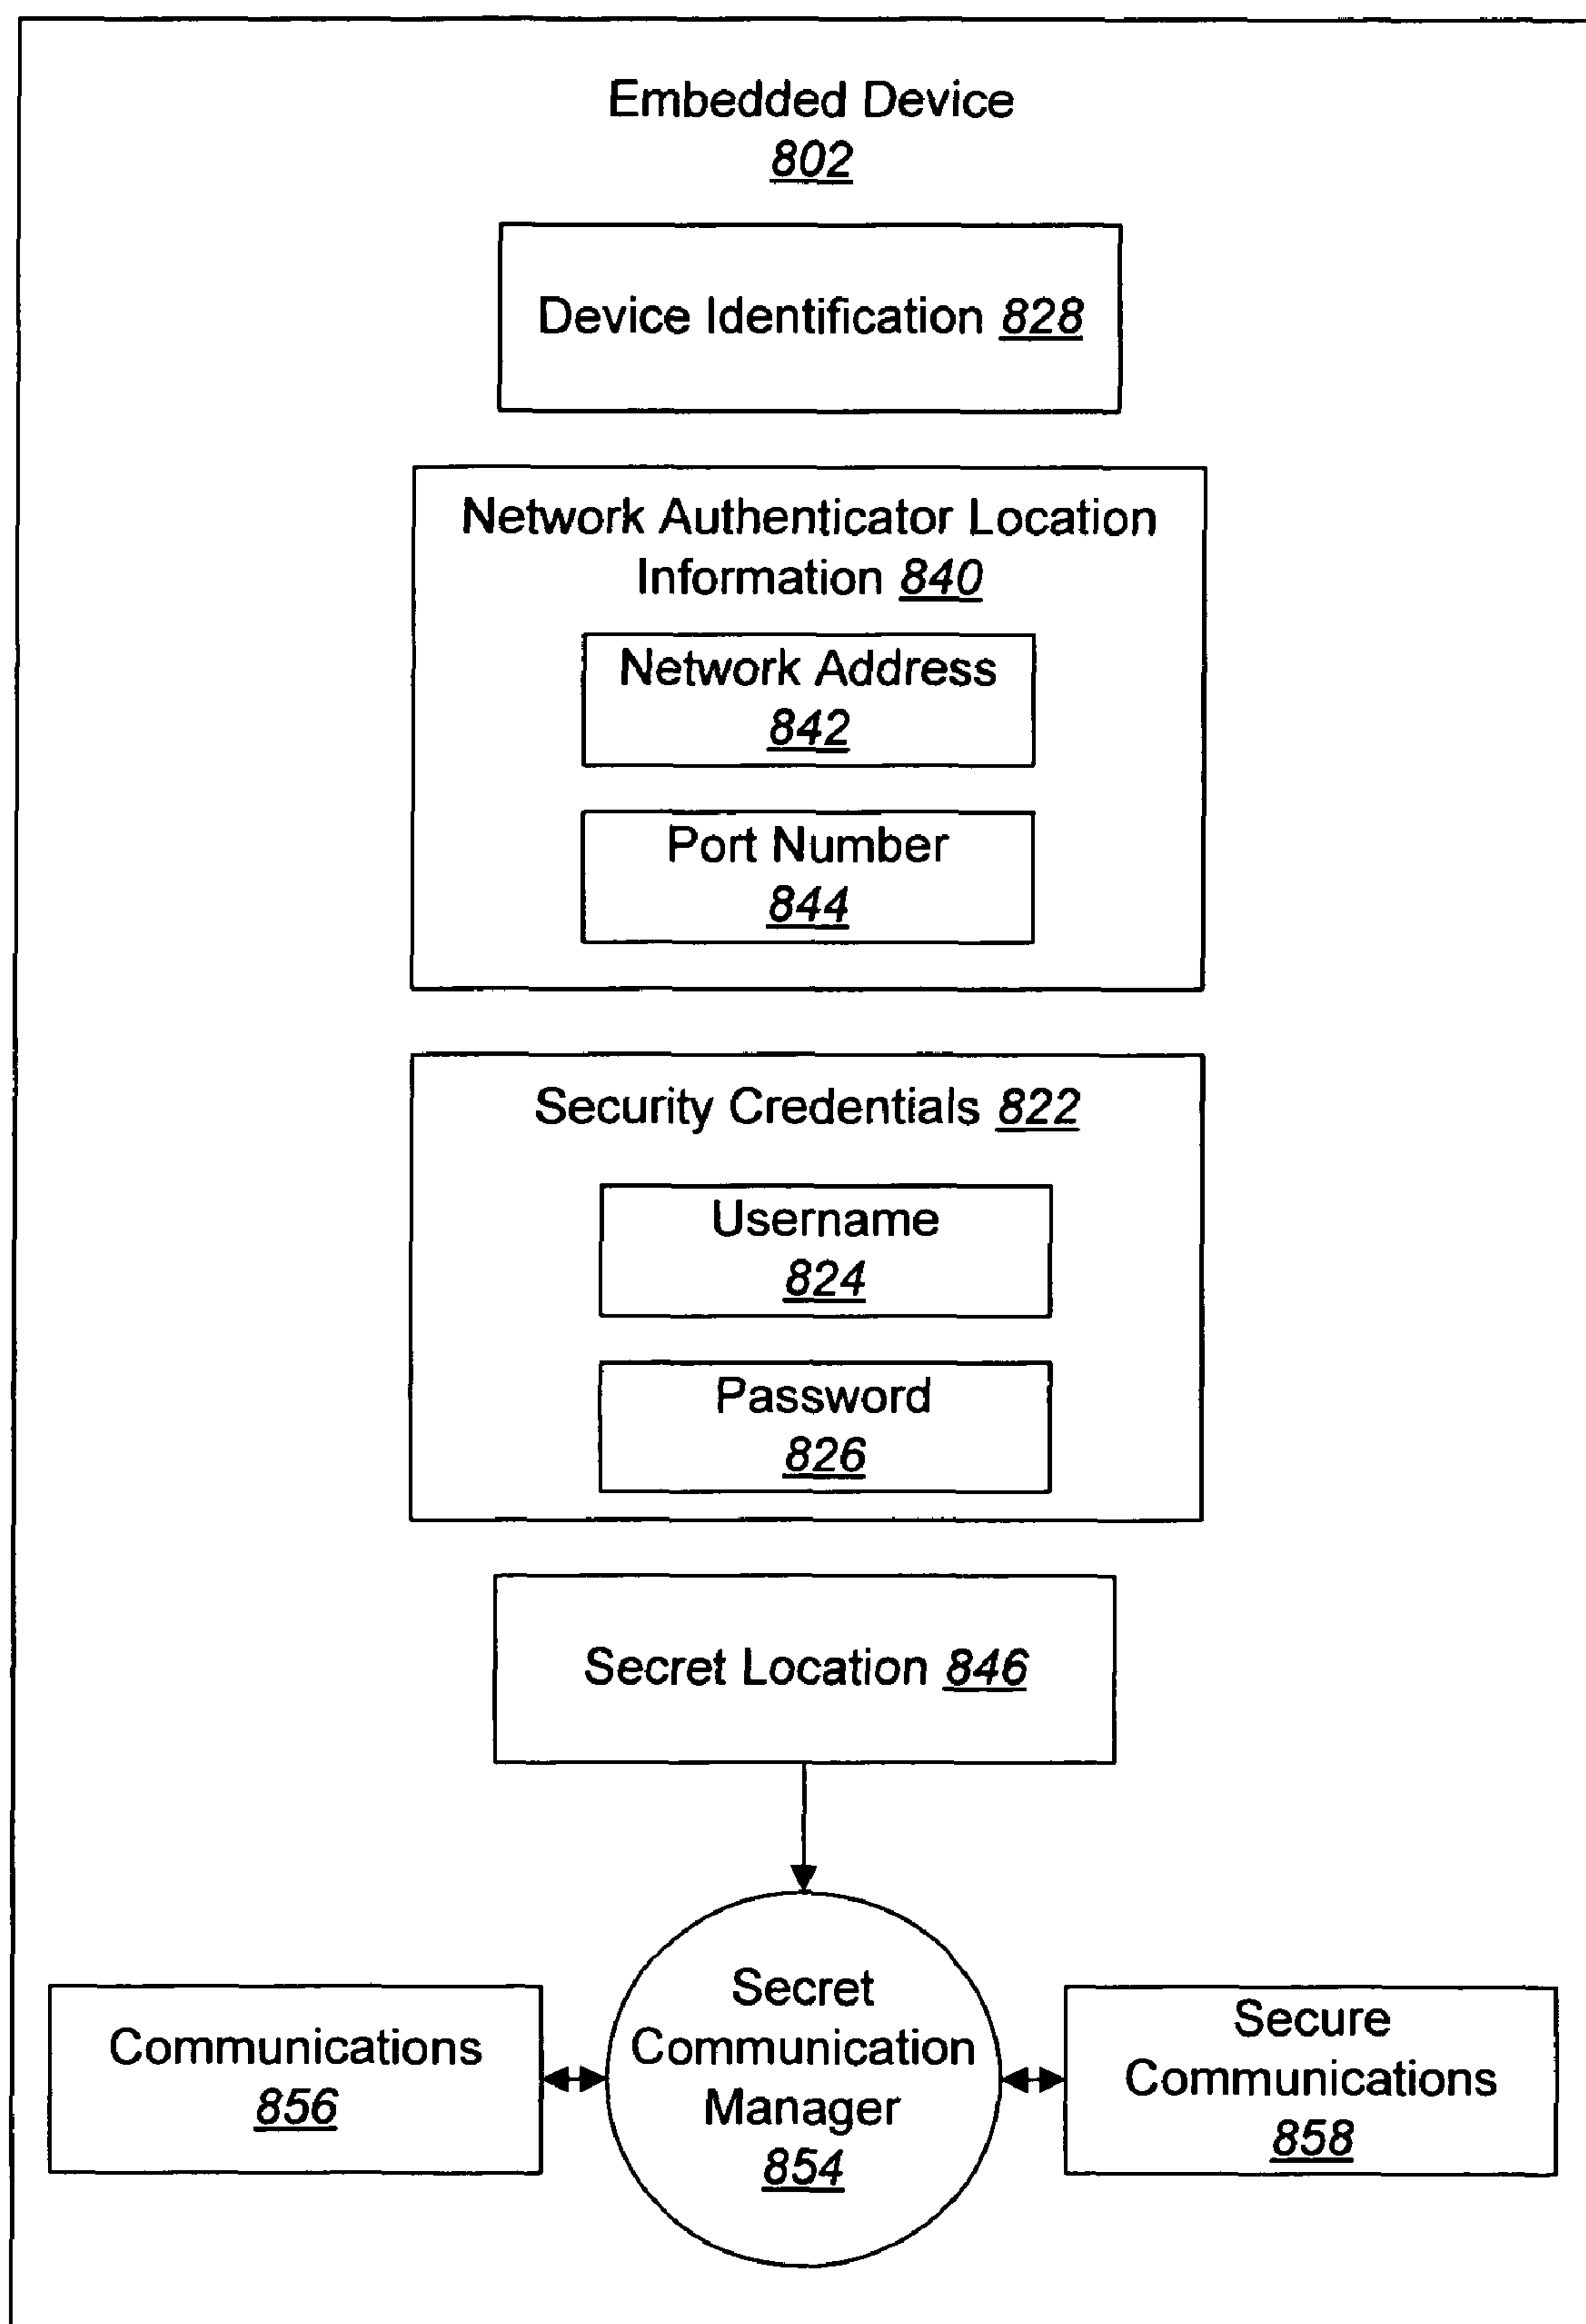 Embedded Device
802
Device Identification 828
Network Authenticator Location
Information 840
Network Address
842
Port Number
844
Security Credentials 822
Username
824
Password
826
Secret Location 846
Communications
856
Secret
Communication
Manager
854
Secure
Communications
858